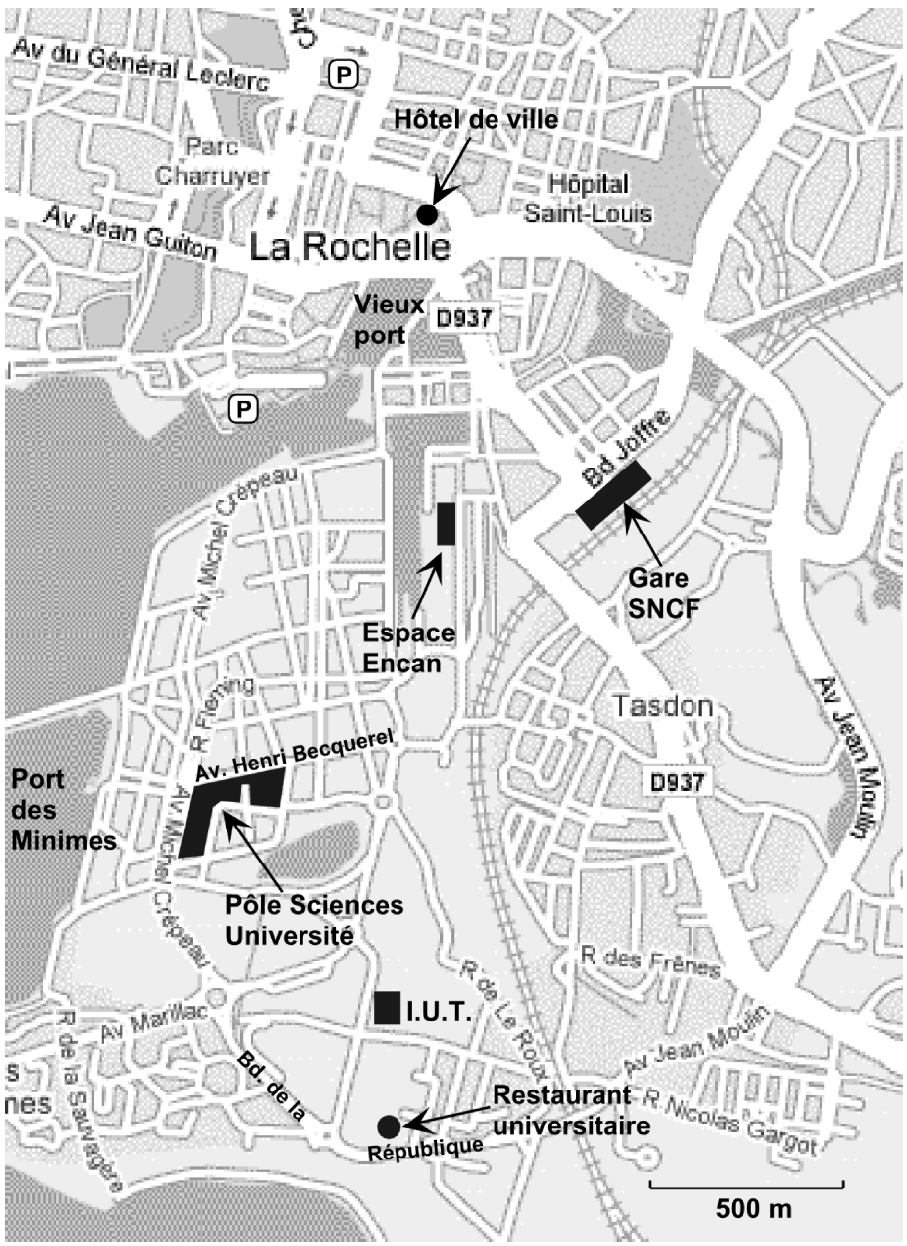 Av du Général Leclerc
Ch
P
Hôtel de ville
Parc
Charruyer
Hôpital
Saint-Louis
Av Jean Guiton
La Rochelle
Vieux
port
D937
P
Bd Joffre
Av Michel Crépeau
Gare
SNCF
Espace
Encan
R Fleming
Tasdon
Av Jean Moulin
Av. Henri Becquerel
D937
Port
des
Minimes
Av Michel Crépeau
Pôle Sciences
Université
R des Frênes
I.U.T.
R de Le Roux
Av Marillac
Av Jean Moulin
R de la Sauvagère
s
nes
Bd. de la
République
Restaurant
universitaire
R Nicolas Gargot
500 m